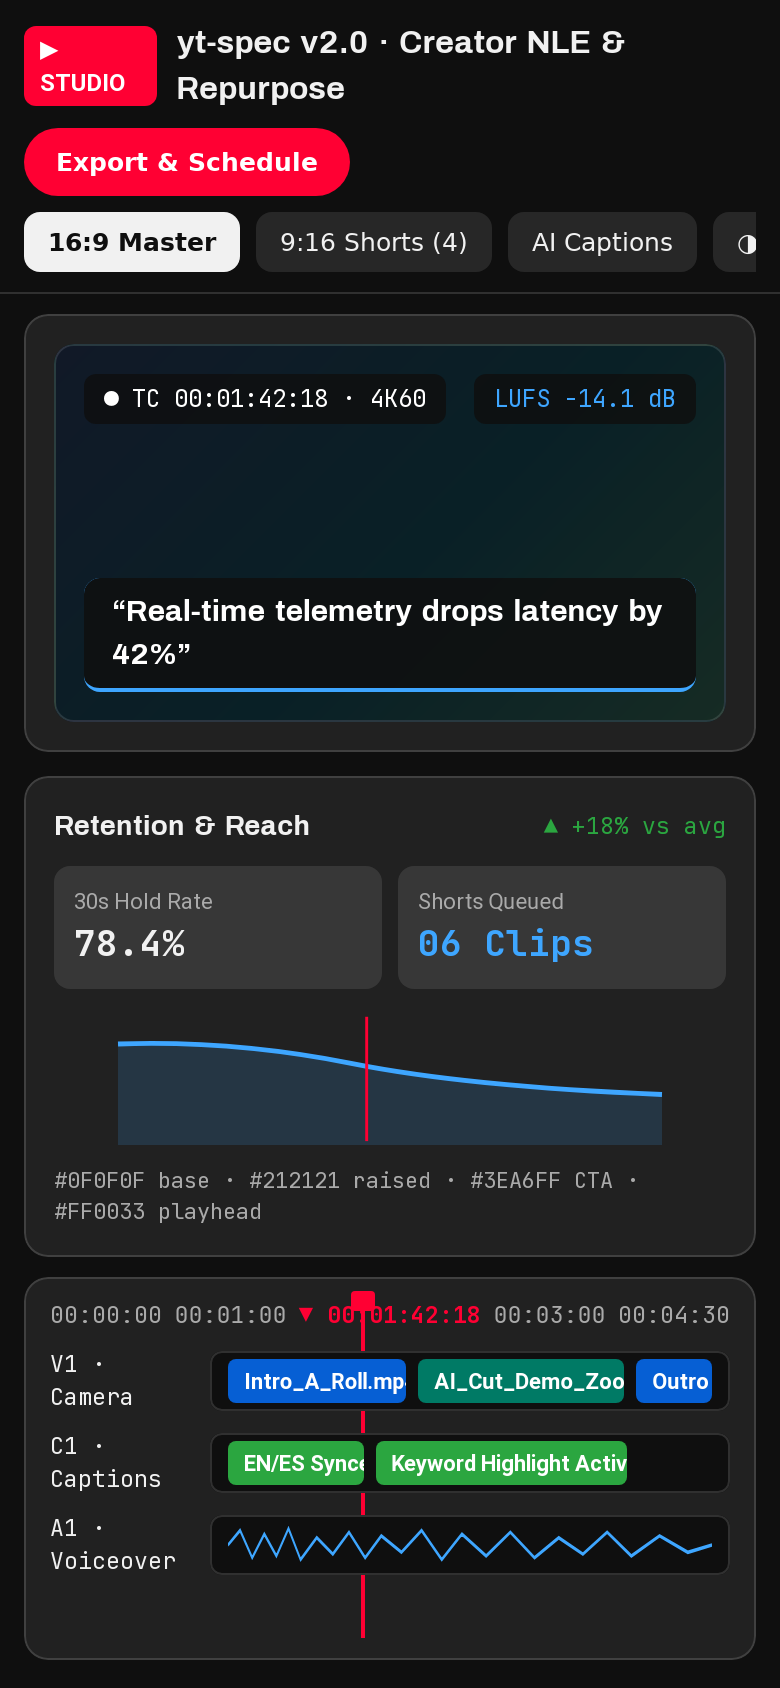 ▶
STUDIO
yt-spec v2.0 · Creator NLE &
Repurpose
Export & Schedule
16:9 Master
9:16 Shorts (4)
AI Captions
◑
TC 00:01:42:18 · 4K60
LUFS -14.1 dB
“Real-time telemetry drops latency by
42%”
Retention & Reach
▲ +18% vs avg
30s Hold Rate
78.4%
Shorts Queued
06 Clips
#0F0F0F base · #212121 raised · #3EA6FF CTA ·
#FF0033 playhead
00:00:00 00:01:00 ▼ 00:01:42:18 00:03:00 00:04:30
V1 ·
Camera
Intro_A_Roll.mp
AI_Cut_Demo_Zoo
Outro
C1 ·
Captions
EN/ES Synce
Keyword Highlight Activ
A1 ·
Voiceover